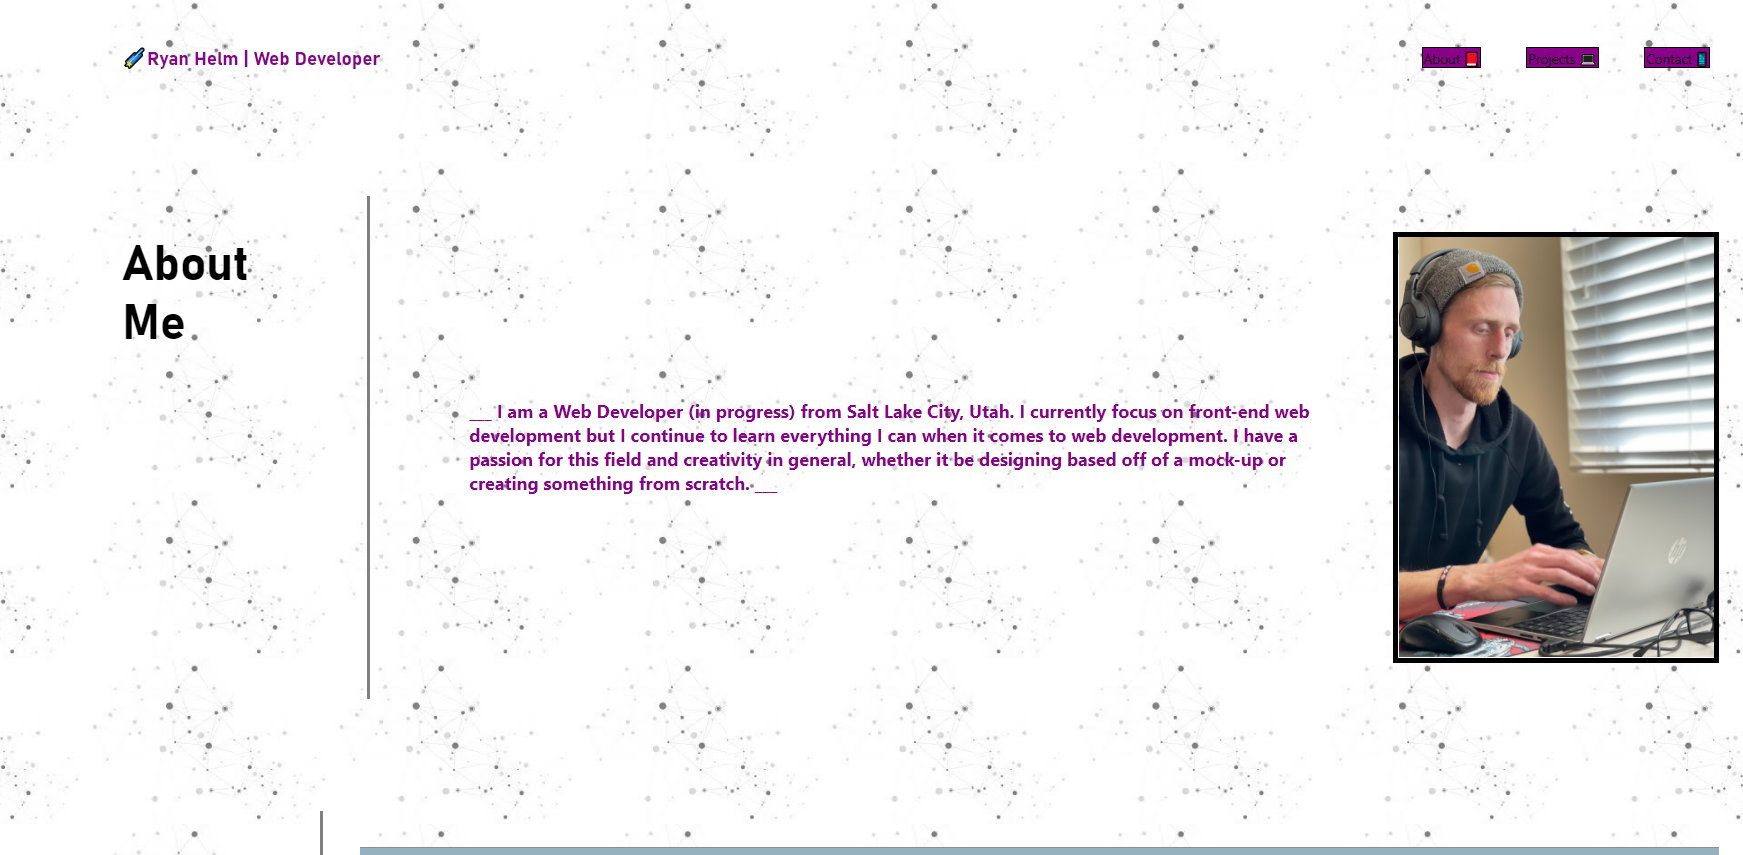 Ryan Helm | Web Developer
About
Projects
Contact
About
Me
___ I am a Web Developer (in progress) from Salt Lake City, Utah. I currently focus on front-end web
development but I continue to learn everything I can when it comes to web development. I have a
passion for this field and creativity in general, whether it be designing based off of a mock-up or
creating something from scratch. ___
hp